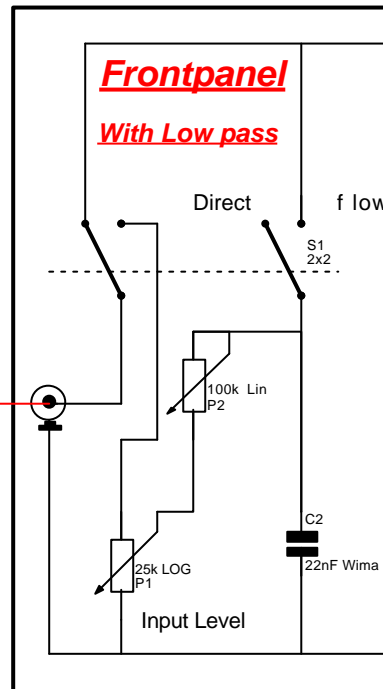 Frontpanel
With Low pass
Direct
f low
S1
2x2
100k Lin
P2
C2
22nF Wima
25k LOG
P1
Input Level